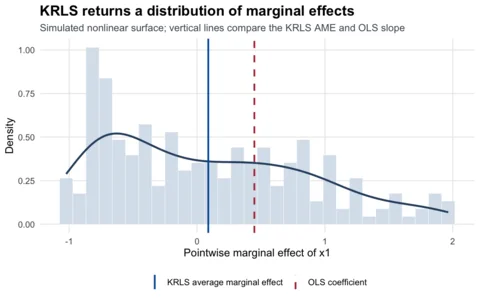 KRLS returns a distribution of marginal effects
Simulated nonlinear surface; vertical lines compare the KRLS AME and OLS slope
Density
1.00
0.75
0.50
0.25
0.00
-1
0
1
2
Pointwise marginal effect of x1
KRLS average marginal effect
OLS coefficient